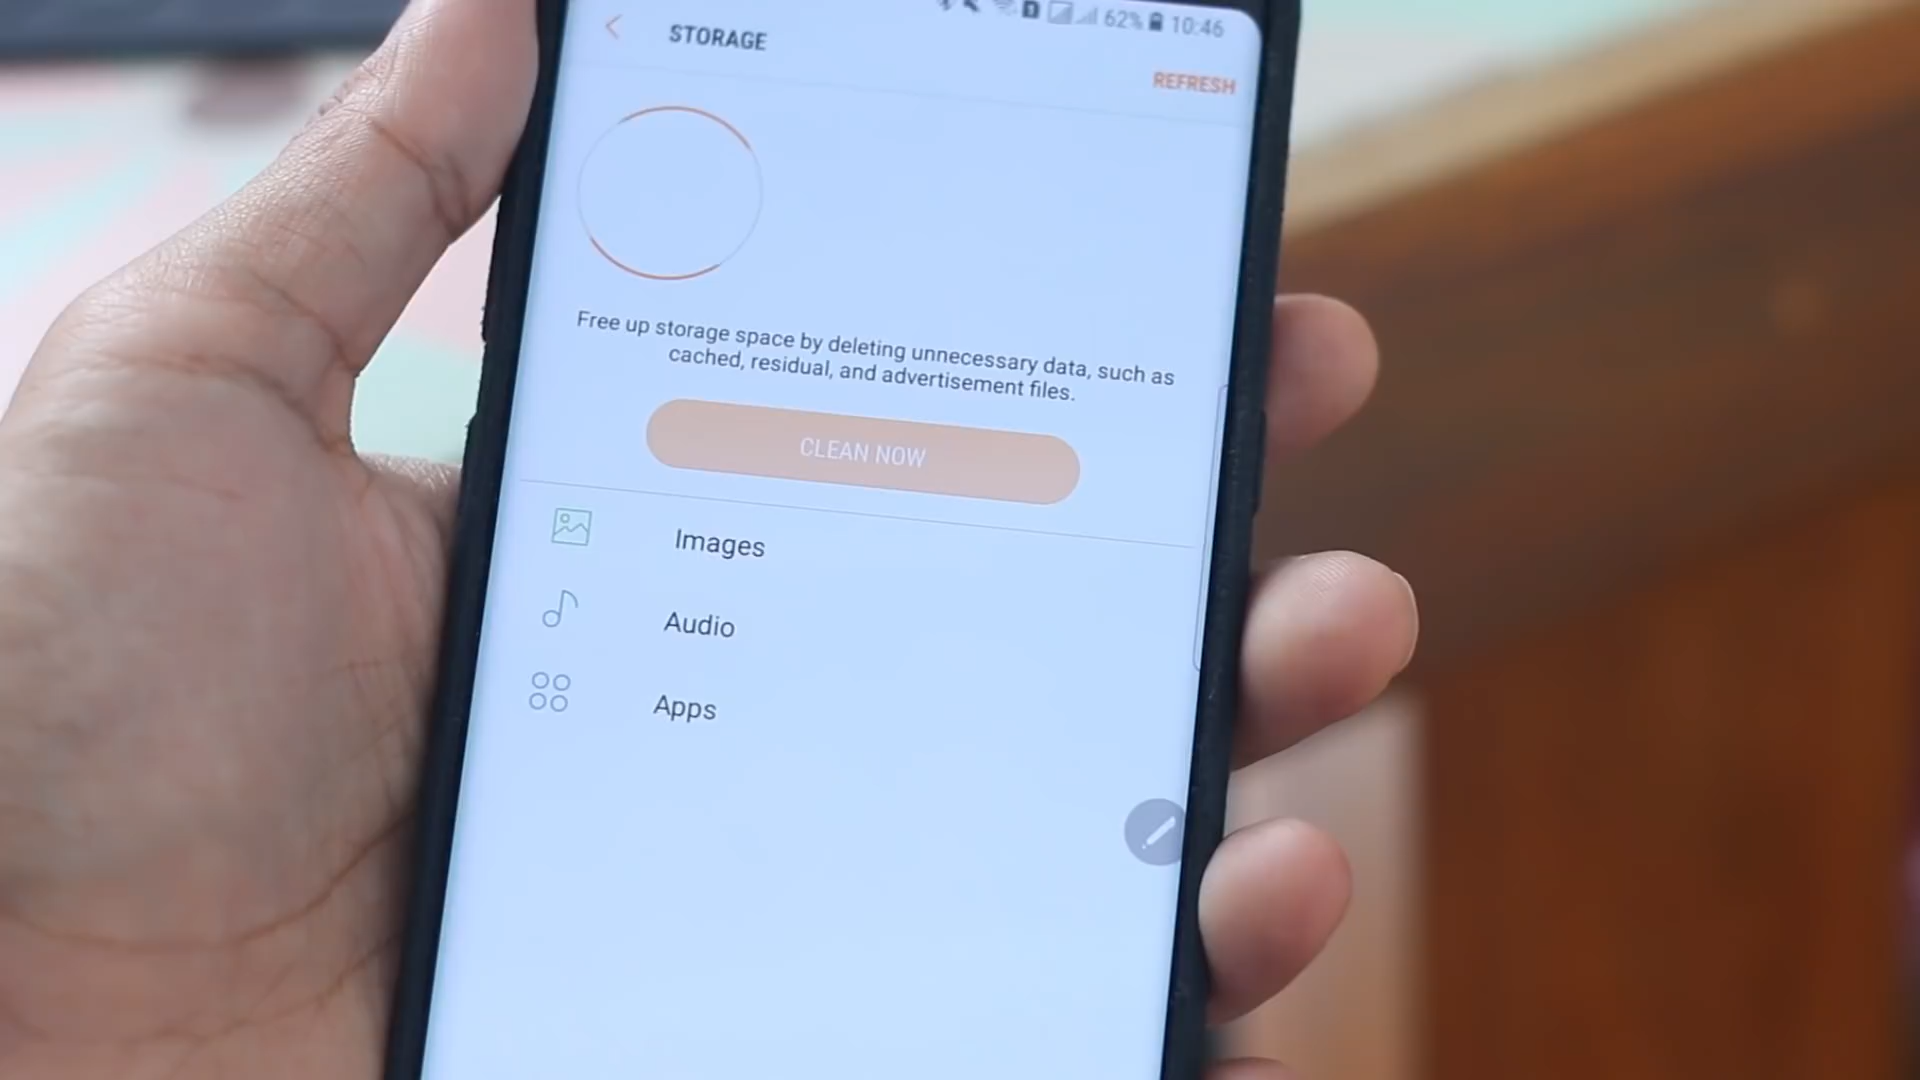 62% 10:46
STORAGE
REFRESH
Free up storage space by deleting unnecessary data, such as
cached, residual, and advertisement files.
CLEAN NOW
Images
Audio
Apps